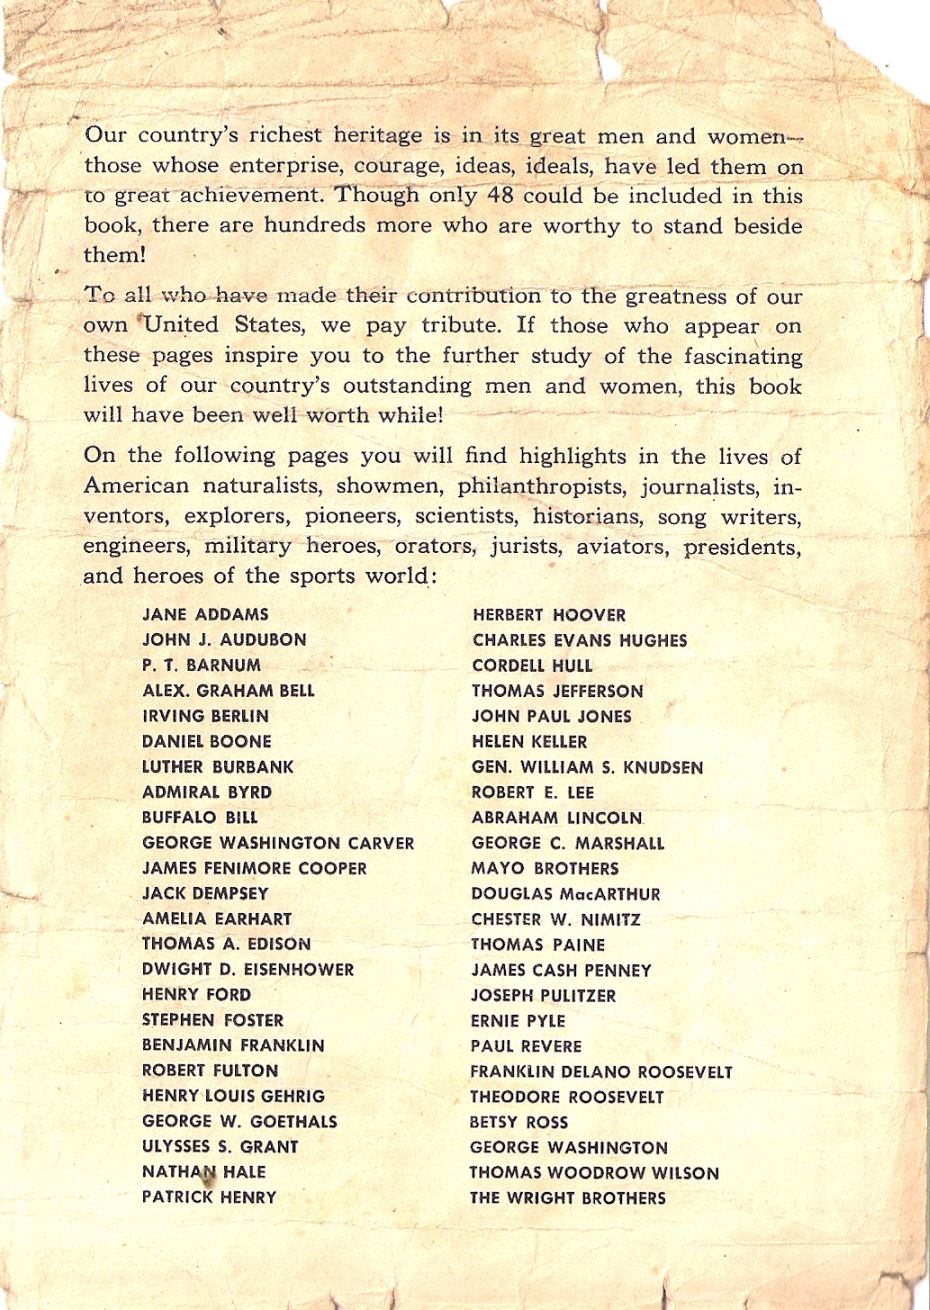 Our country's richest heritage is in its great men and women—
those whose enterprise, courage, ideas, ideals, have led them on
to great achievement. Though only 48 could be included in this
book, there are hundreds more who are worthy to stand beside
them!
To all who have made their contribution to the greatness of our
own United States, we pay tribute. If those who appear on
these pages inspire you to the further study of the fascinating
lives of our country's outstanding men and women, this book
will have been well worth while!
On the following pages you will find highlights in the lives of
American naturalists, showmen, philanthropists, journalists, in-
ventors, explorers, pioneers, scientists, historians, song writers,
engineers, military heroes, orators, jurists, aviators, presidents,
and heroes of the sports world:
JANE ADDAMS
JOHN J. AUDUBON
P. T. BARNUM
ALEX. GRAHAM BELL
IRVING BERLIN
DANIEL BOONE
LUTHER BURBANK
ADMIRAL BYRD
BUFFALO BILL
GEORGE WASHINGTON CARVER
JAMES FENIMORE COOPER
JACK DEMPSEY
AMELIA EARHART
THOMAS A. EDISON
DWIGHT D. EISENHOWER
HENRY FORD
STEPHEN FOSTER
BENJAMIN FRANKLIN
ROBERT FULTON
HENRY LOUIS GEHRIG
GEORGE W. GOETHALS
ULYSSES S. GRANT
NATHAN HALE
PATRICK HENRY
HERBERT HOOVER
CHARLES EVANS HUGHES
CORDELL HULL
THOMAS JEFFERSON
JOHN PAUL JONES
HELEN KELLER
GEN. WILLIAM S. KNUDSEN
ROBERT E. LEE
ABRAHAM LINCOLN
GEORGE C. MARSHALL
MAYO BROTHERS
DOUGLAS MacARTHUR
CHESTER W. NIMITZ
THOMAS PAINE
JAMES CASH PENNEY
JOSEPH PULITZER
ERNIE PYLE
PAUL REVERE
FRANKLIN DELANO ROOSEVELT
THEODORE ROOSEVELT
BETSY ROSS
GEORGE WASHINGTON
THOMAS WOODROW WILSON
THE WRIGHT BROTHERS